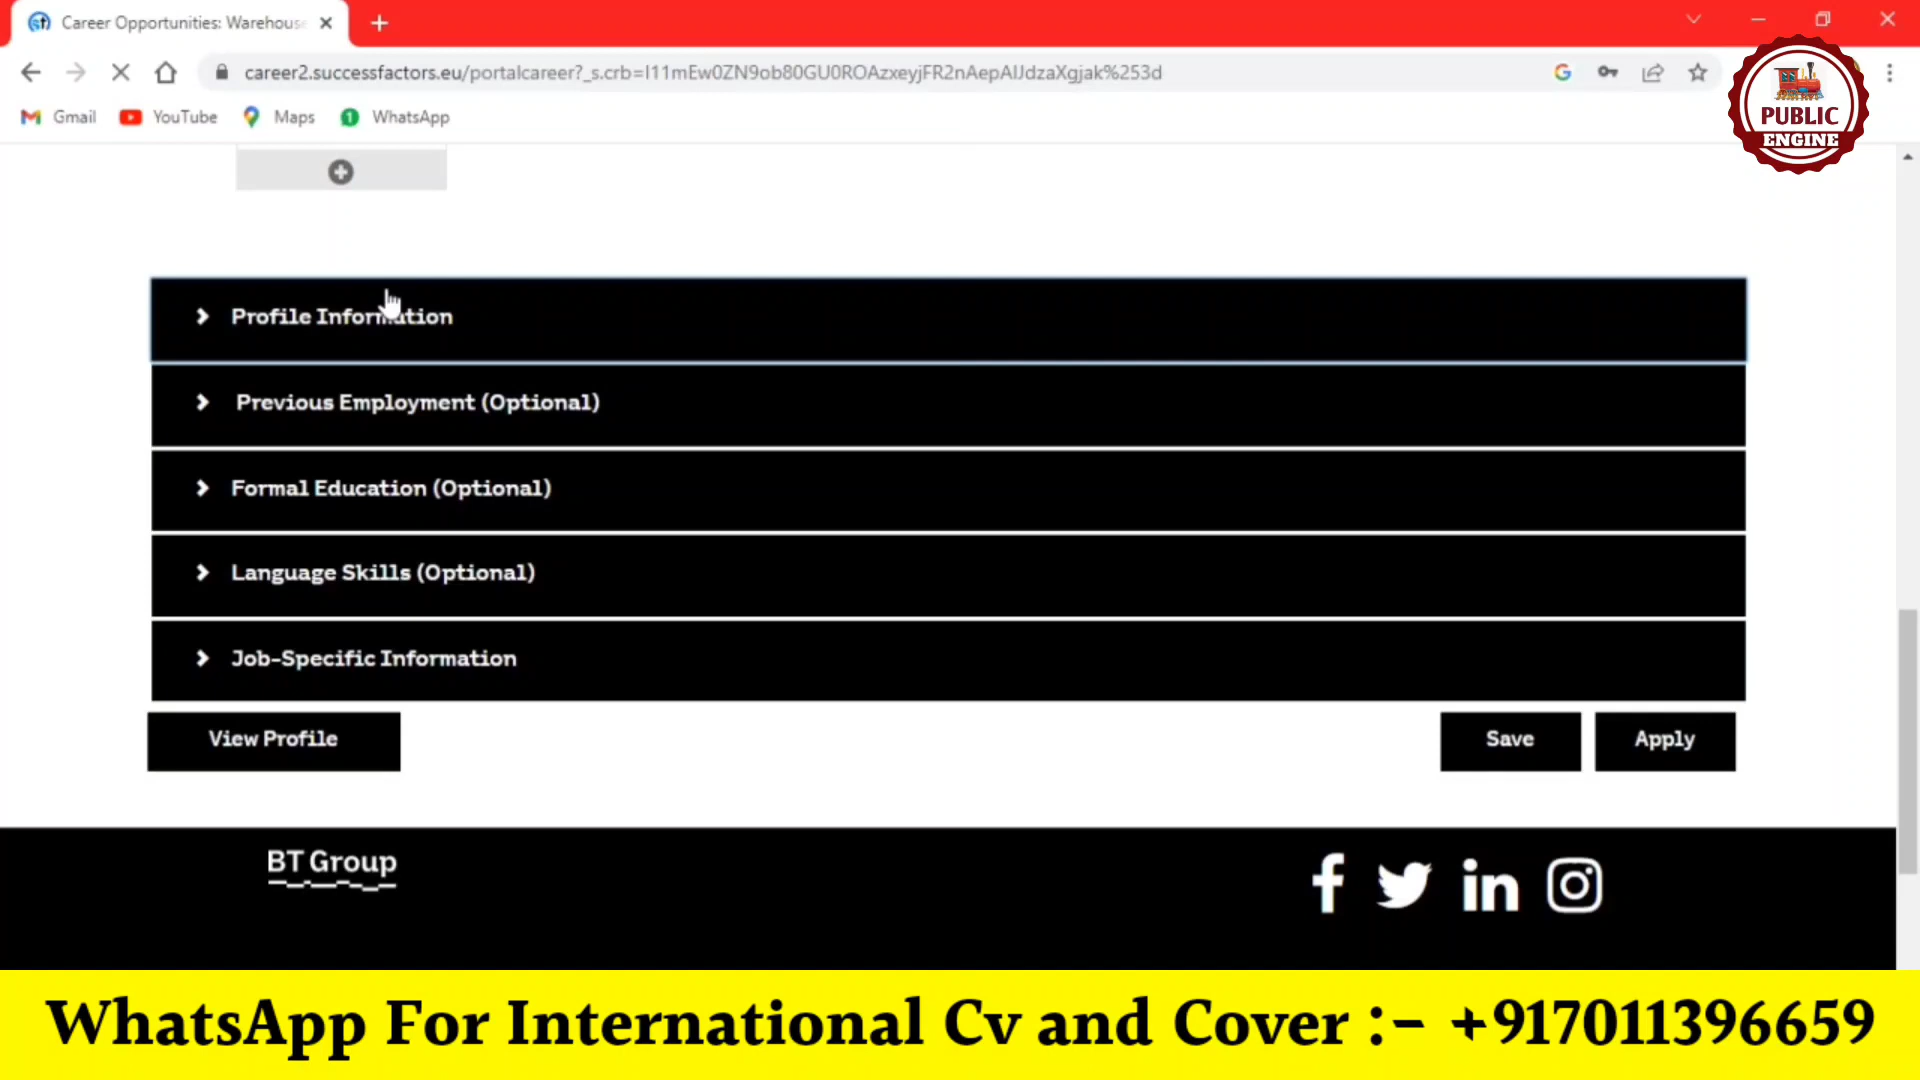 Career Opportunities: Warehouse
career2.successfactors.eu/portalcareer?_s.crb=l11mEw0ZN9ob80GU0ROAzxeyjFR2nAepAlJdzaXgjak%253d
Gmail YouTube Maps WhatsApp
PUBLIC
ENGINE
Profile Information
Previous Employment (Optional)
Formal Education (Optional)
Language Skills (Optional)
Job-Specific Information
View Profile Save Apply
BT Group
WhatsApp For International Cv and Cover :- +917011396659